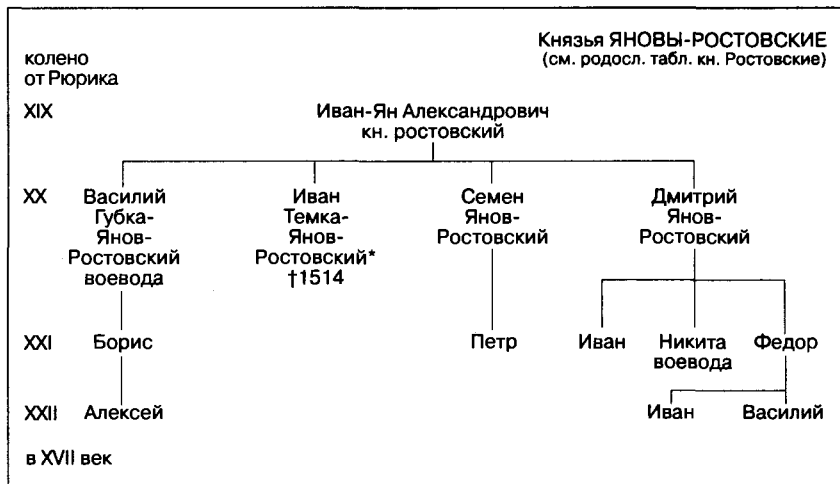 Князья ЯНОВЫ-РОСТОВСКИЕ
(см. родосл. табл. кн. Ростовские)
колено
от Рюрика
XIX
Иван-Ян Александрович
кн. ростовский
XX
Василий
Губка-
Янов-
Ростовский
воевода
Иван
Темка-
Янов-
Ростовский*
†1514
Семен
Янов-
Ростовский
Дмитрий
Янов-
Ростовский
XXI
Борис
Петр
Иван
Никита
воевода
Федор
XXII
Алексей
Иван
Василий
в XVII век